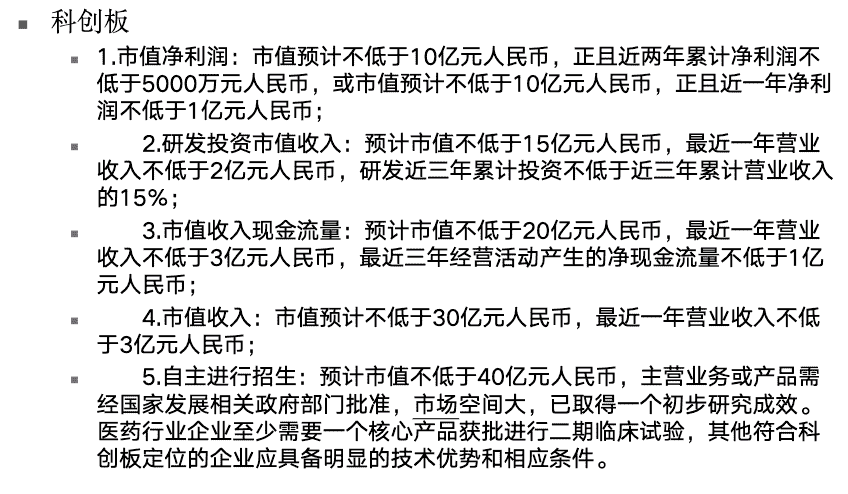 科创板
1.市值净利润：市值预计不低于10亿元人民币，正且近两年累计净利润不
低于5000万元人民币，或市值预计不低于10亿元人民币，正且近一年净利
润不低于1亿元人民币；
2.研发投资市值收入：预计市值不低于15亿元人民币，最近一年营业
收入不低于2亿元人民币，研发近三年累计投资不低于近三年累计营业收入
的15%；
3.市值收入现金流量：预计市值不低于20亿元人民币，最近一年营业
收入不低于3亿元人民币，最近三年经营活动产生的净现金流量不低于1亿
元人民币；
4.市值收入：市值预计不低于30亿元人民币，最近一年营业收入不低
于3亿元人民币；
5.自主进行招生：预计市值不低于40亿元人民币，主营业务或产品需
经国家发展相关政府部门批准，市场空间大，已取得一个初步研究成效。
医药行业企业至少需要一个核心产品获批进行二期临床试验，其他符合科
创板定位的企业应具备明显的技术优势和相应条件。